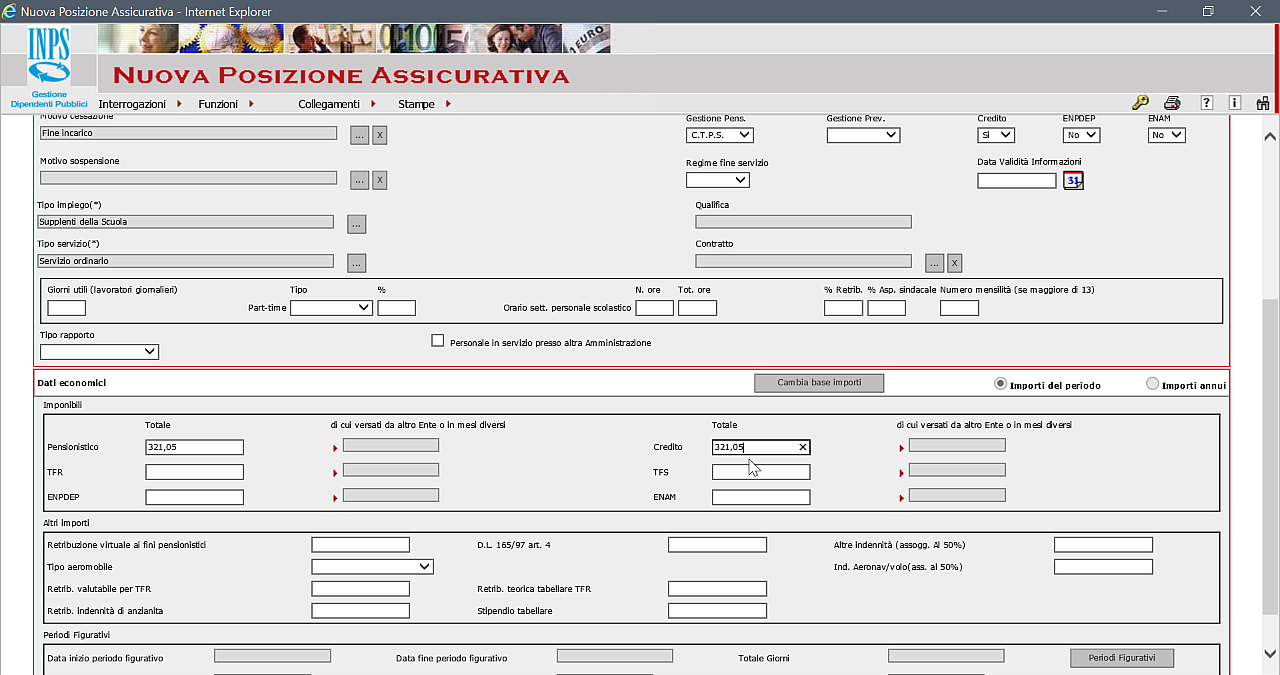 Nuova Posizione Assicurativa - Internet Explorer
INPS
Gestione
Dipendenti Pubblici
EURO
NUOVA POSIZIONE ASSICURATIVA
Interrogazioni Funzioni Collegamenti Stampe
? i
Motivo cessazione Gestione Pens. Gestione Prev. Credito ENPDEP ENAM
Fine incarico ... x C.T.P.S. Si No No
Motivo sospensione Regime fine servizio Data Validità Informazioni
... x 31
Tipo impiego(*) Qualifica
Supplenti della Scuola ...
Tipo servizio(*) Contratto
Servizio ordinario ... ... x
Giorni utili (lavoratori giornalieri) Tipo % N. ore Tot. ore % Retrib. % Asp. sindacale Numero mensilità (se maggiore di 13)
Part-time Orario sett. personale scolastico
Tipo rapporto
Personale in servizio presso altra Amministrazione
Dati economici Cambia base importi Importi del periodo Importi annui
Imponibili
Totale di cui versati da altro Ente o in mesi diversi Totale di cui versati da altro Ente o in mesi diversi
Pensionistico 321,05 Credito 321,05
TFR TFS
ENPDEP ENAM
Altri importi
Retribuzione virtuale ai fini pensionistici D.L. 165/97 art. 4 Altre indennità (assogg. Al 50%)
Tipo aeromobile Ind. Aeronav/volo(ass. al 50%)
Retrib. valutabile per TFR Retrib. teorica tabellare TFR
Retrib. indennità di anzianita Stipendio tabellare
Periodi Figurativi
Data inizio periodo figurativo Data fine periodo figurativo Totale Giorni Periodi Figurativi